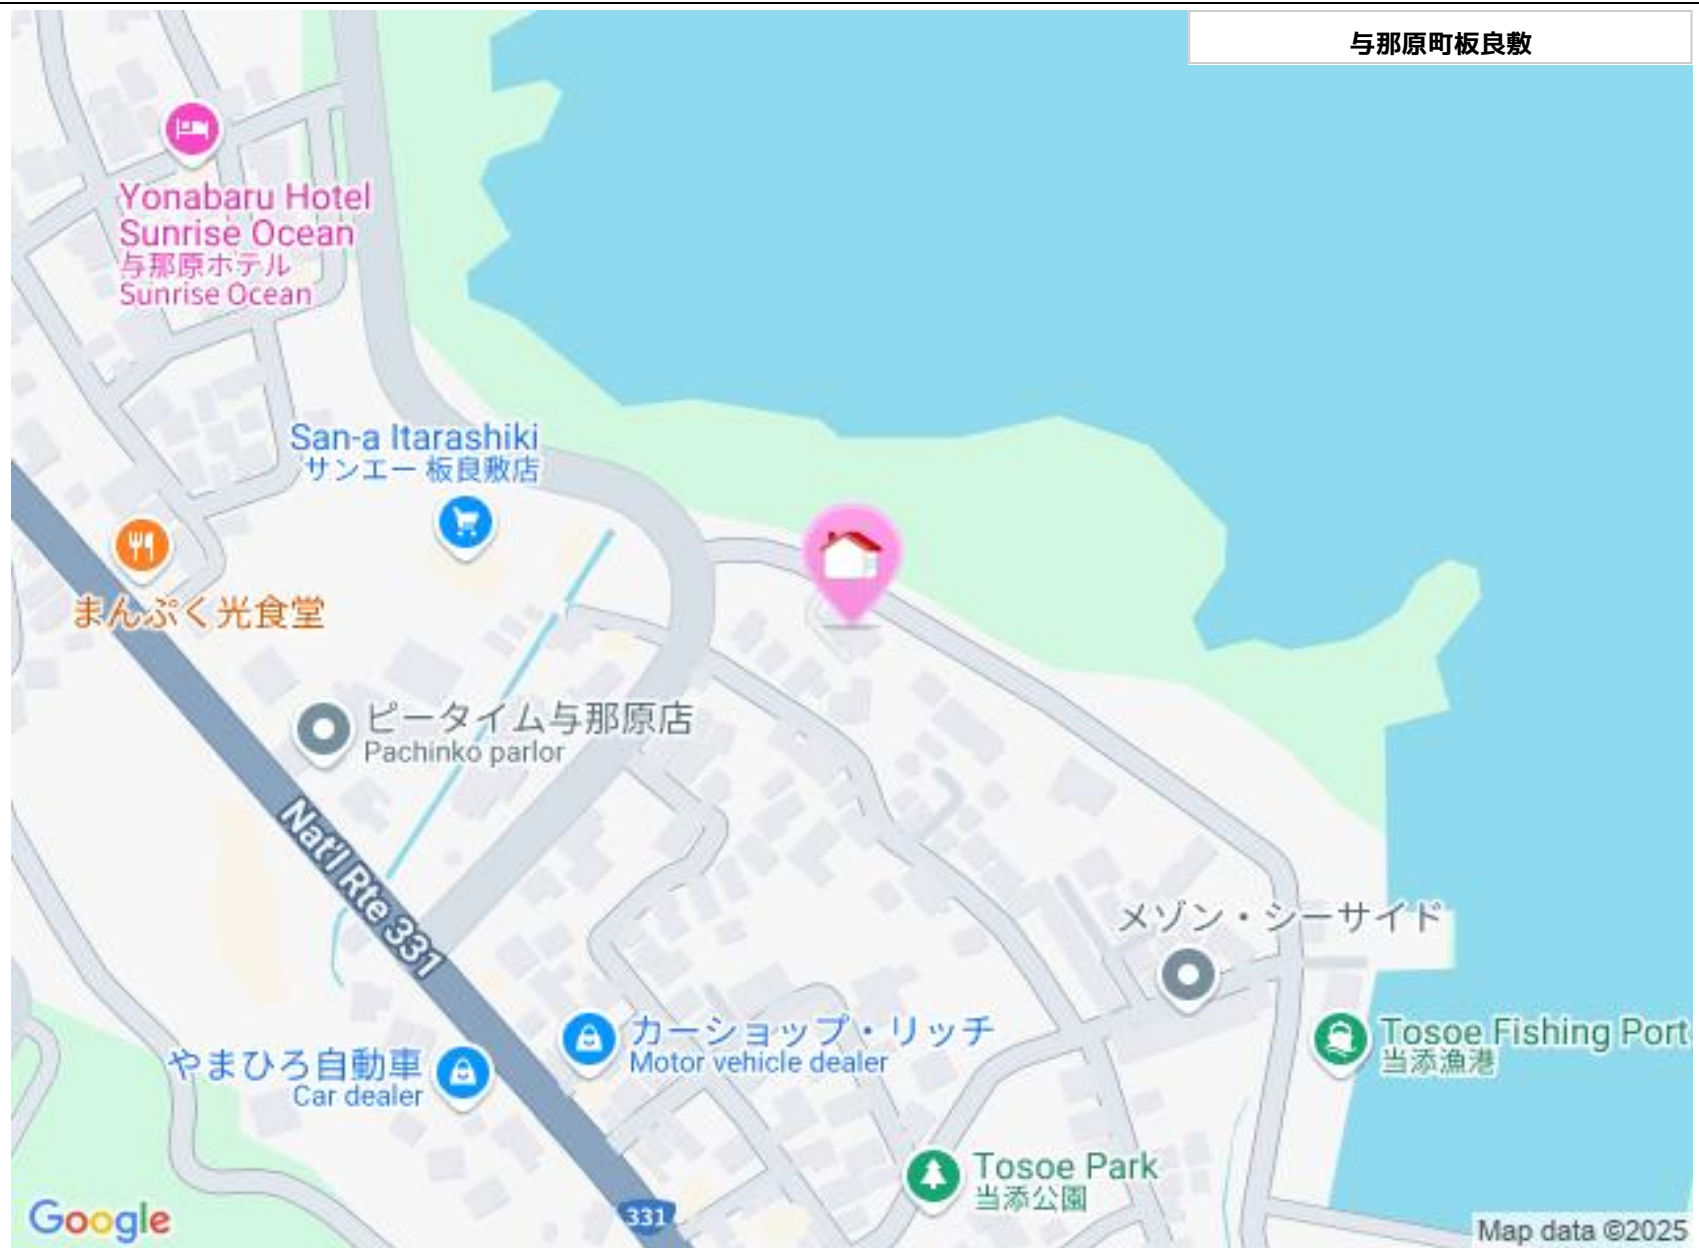 与那原町板良敷
Yonabaru Hotel
Sunrise Ocean
与那原ホテル
Sunrise Ocean
San-a Itarashiki
サンエー 板良敷店
まんぷく光食堂
ピータイム与那原店
Pachinko parlor
Nat'l Rte 331
メゾン・シーサイド
カーショップ・リッチ
Motor vehicle dealer
Tosoe Fishing Port
当添漁港
やまひろ自動車
Car dealer
Tosoe Park
当添公園
331
Google
Map data ©2025